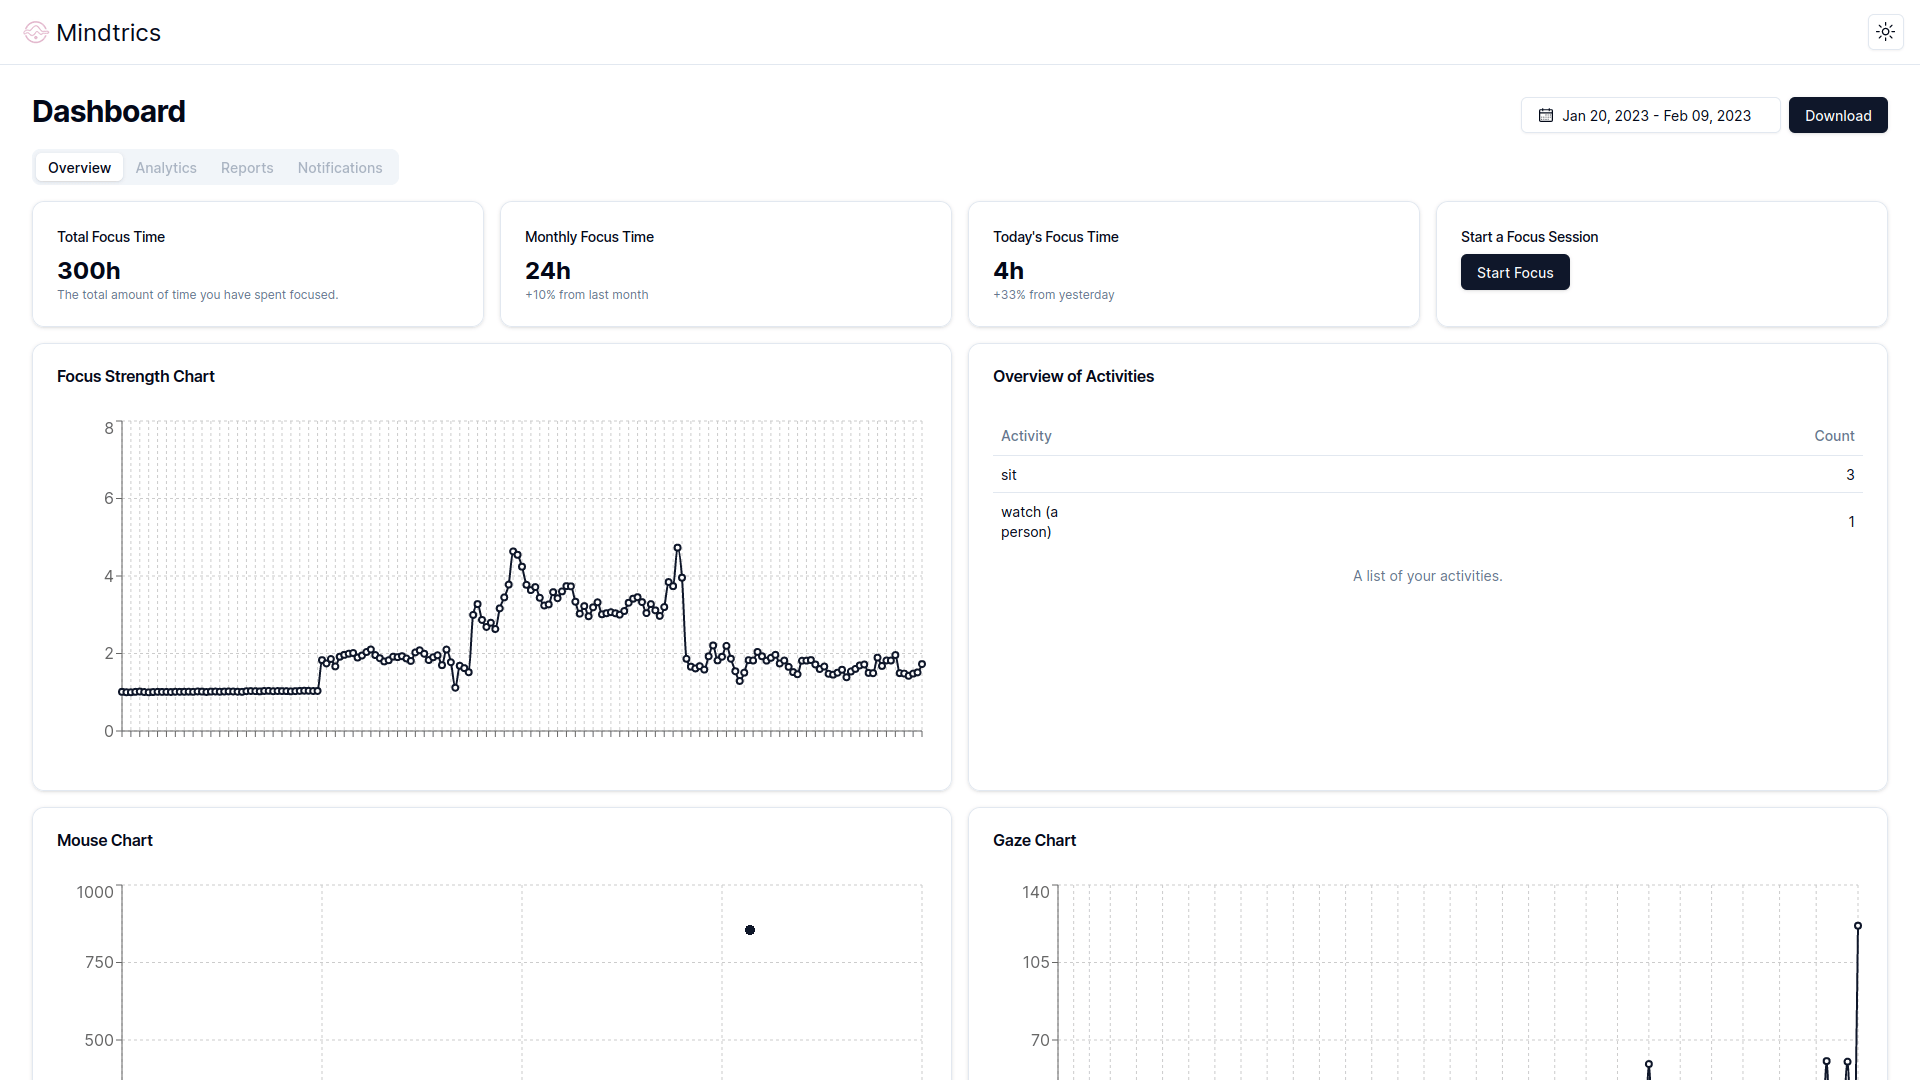 Mindtrics
Dashboard
Jan 20, 2023 - Feb 09, 2023
Download
Overview
Analytics
Reports
Notifications
Total Focus Time
300h
The total amount of time you have spent focused.
Monthly Focus Time
24h
+10% from last month
Today's Focus Time
4h
+33% from yesterday
Start a Focus Session
Start Focus
Focus Strength Chart
8
6
4
2
0
Overview of Activities
Activity Count
sit 3
watch (a
person) 1
A list of your activities.
Mouse Chart
1000
750
500
Gaze Chart
140
105
70